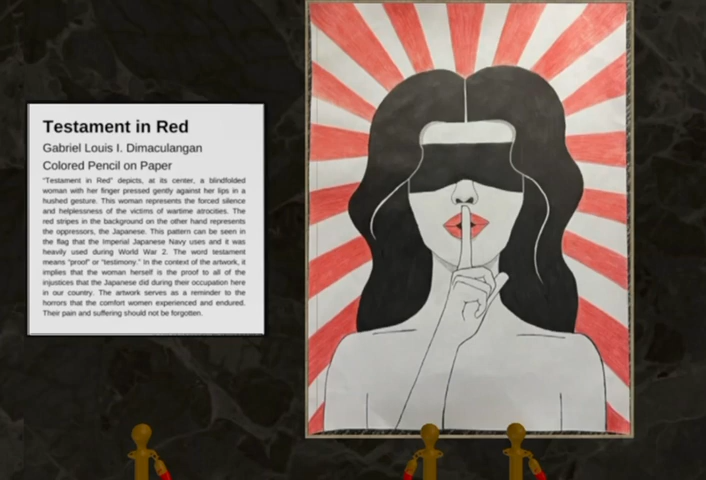 Testament in Red
Gabriel Louis I. Dimaculangan
Colored Pencil on Paper
"Testament in Red" depicts, at its center, a blindfolded
woman with her finger pressed gently against her lips in a
hushed gesture. This woman represents the forced silence
and helplessness of the victims of wartime atrocities. The
red stripes in the background on the other hand represents
the oppressors, the Japanese. This pattern can be seen in
the flag that the Imperial Japanese Navy uses and it was
heavily used during World War 2. The word testament
means "proof" or "testimony." In the context of the artwork, it
implies that the woman herself is the proof to all of the
injustices that the Japanese did during their occupation here
in our country. The artwork serves as a reminder to the
horrors that the comfort women experienced and endured.
Their pain and suffering should not be forgotten.